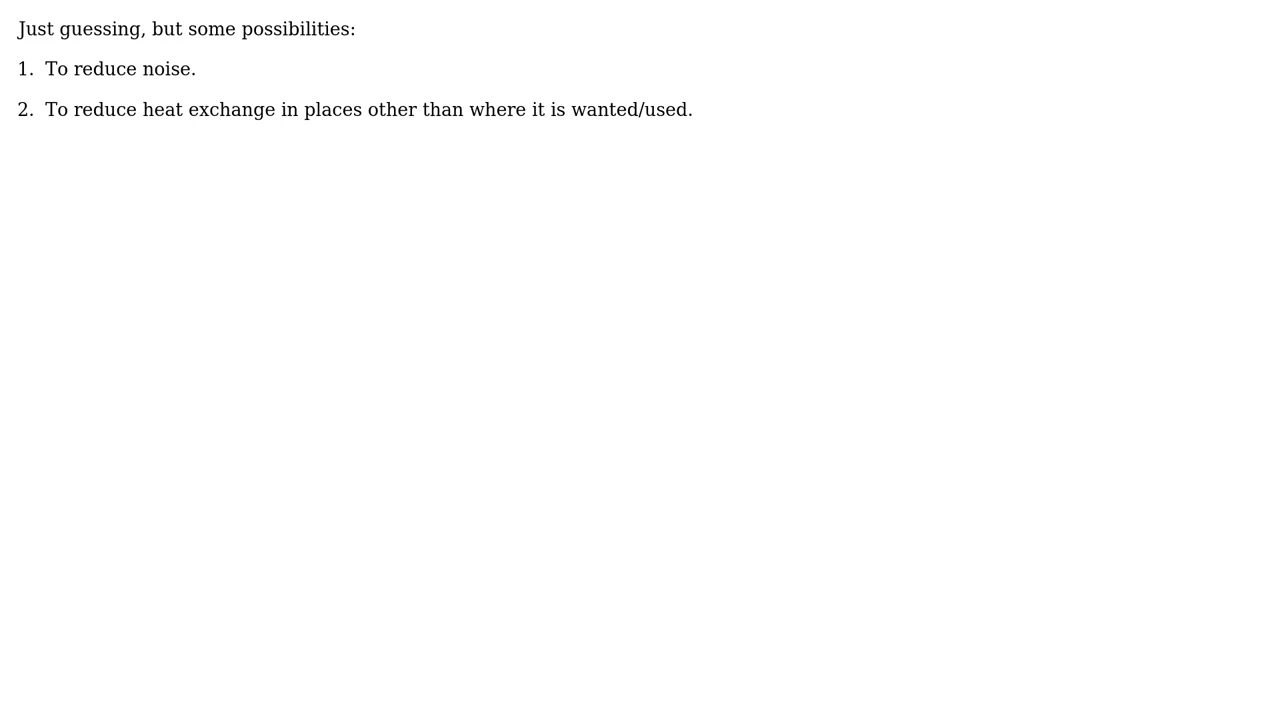 Just guessing, but some possibilities:
1. To reduce noise.
2. To reduce heat exchange in places other than where it is wanted/used.